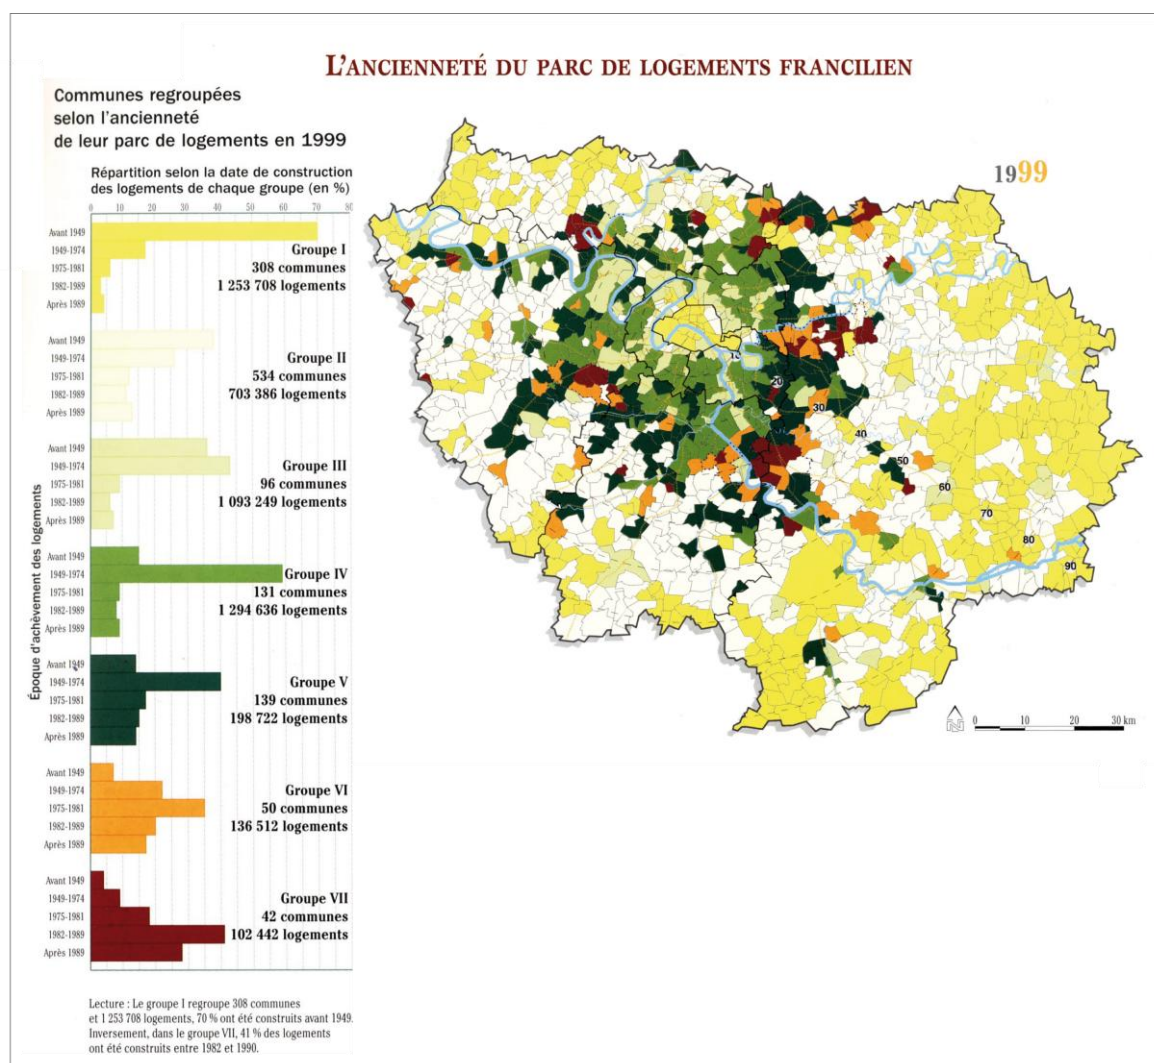 L'ANCIENNETÉ DU PARC DE LOGEMENTS FRANCILIEN
Communes regroupées
selon l'ancienneté
de leur parc de logements en 1999
Répartition selon la date de construction
des logements de chaque groupe (en %)
0 10 20 30 40 50 60 70 80
Époque d'achèvement des logements
Avant 1949
1949-1974
1975-1981
1982-1989
Après 1989
Groupe I
308 communes
1 253 708 logements
Avant 1949
1949-1974
1975-1981
1982-1989
Après 1989
Groupe II
534 communes
703 386 logements
Avant 1949
1949-1974
1975-1981
1982-1989
Après 1989
Groupe III
96 communes
1 093 249 logements
Avant 1949
1949-1974
1975-1981
1982-1989
Après 1989
Groupe IV
131 communes
1 294 636 logements
Avant 1949
1949-1974
1975-1981
1982-1989
Après 1989
Groupe V
139 communes
198 722 logements
Avant 1949
1949-1974
1975-1981
1982-1989
Après 1989
Groupe VI
50 communes
136 512 logements
Avant 1949
1949-1974
1975-1981
1982-1989
Après 1989
Groupe VII
42 communes
102 442 logements
Lecture : Le groupe I regroupe 308 communes
et 1 253 708 logements, 70 % ont été construits avant 1949.
Inversement, dans le groupe VII, 41 % des logements
ont été construits entre 1982 et 1990.
1999
10
20
30
40
50
60
70
80
90
N
0 10 20 30 km